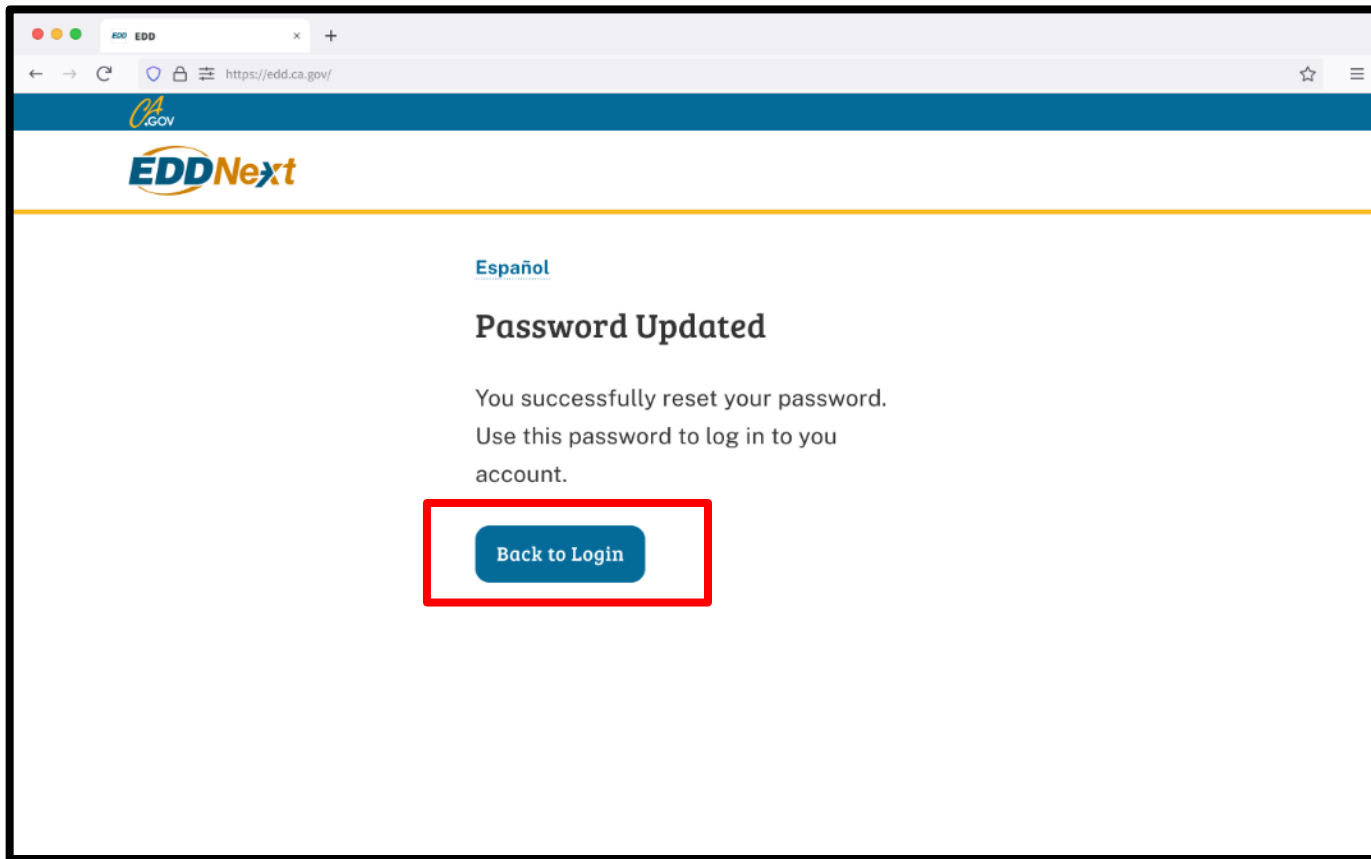 EDD EDD
https://edd.ca.gov/
CA.GOV
EDDNext
Español
Password Updated
You successfully reset your password.
Use this password to log in to you
account.
Back to Login